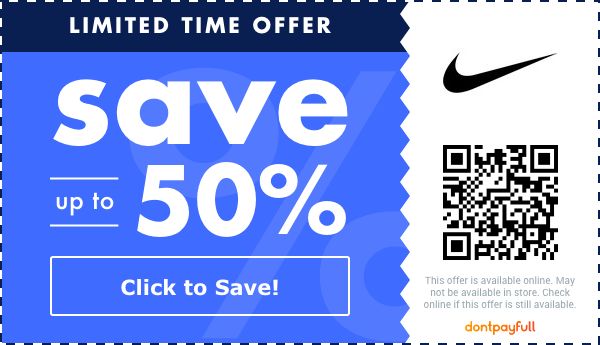 LIMITED TIME OFFER
save
up to 50%
Click to Save!
This offer is available online. May
not be available in store. Check
online if this offer is still available.
dontpayfull